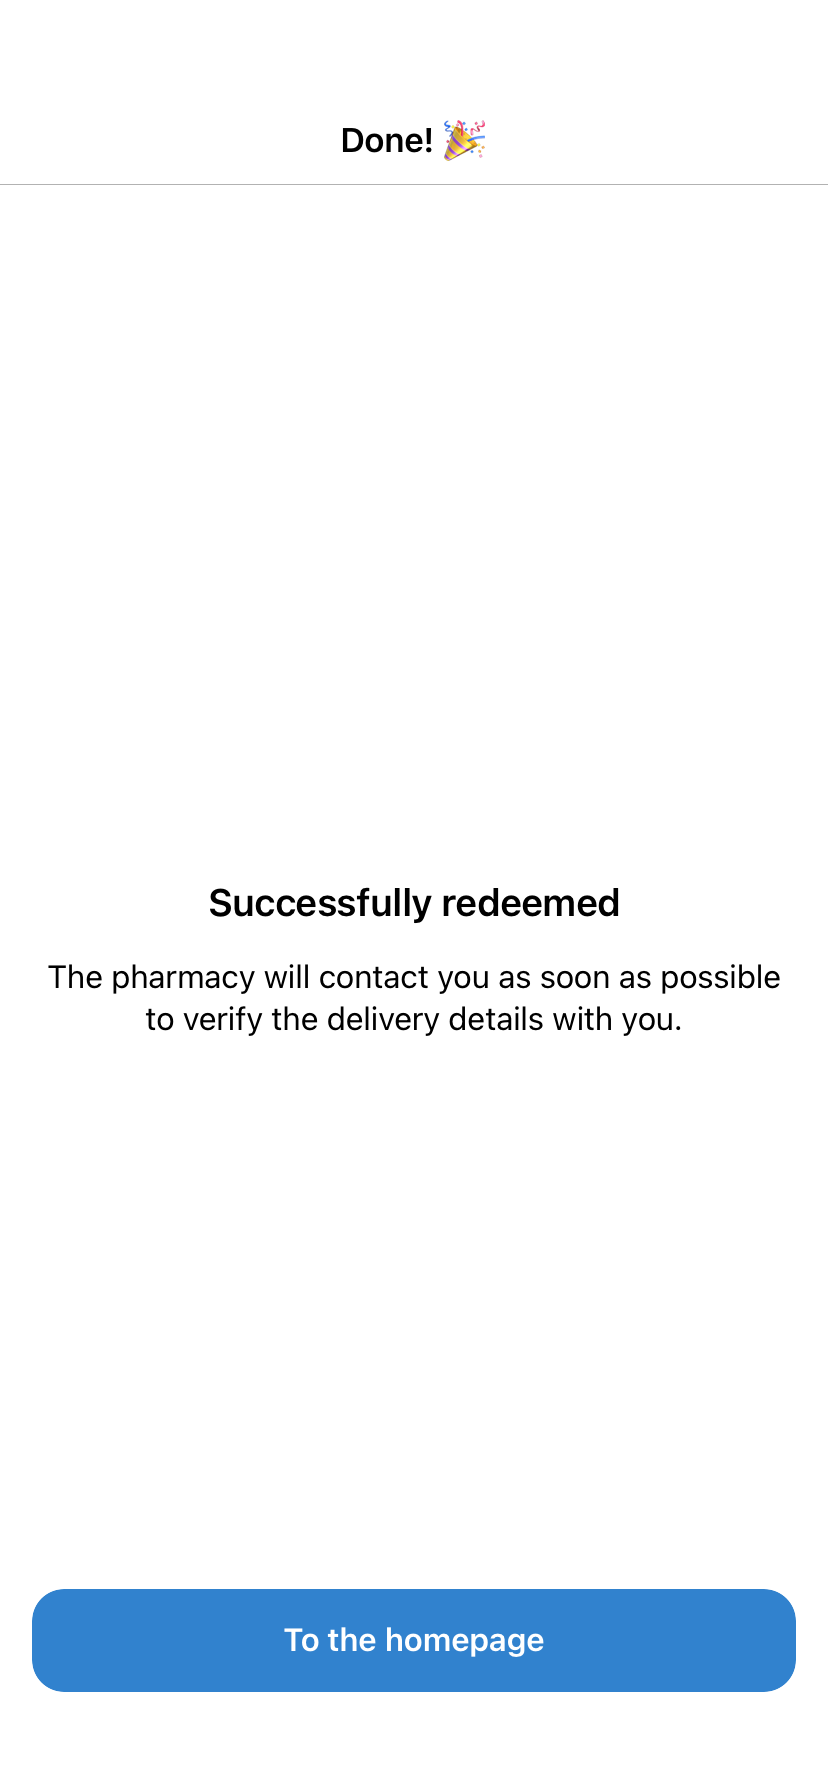 Done! 🎉
Successfully redeemed
The pharmacy will contact you as soon as possible
to verify the delivery details with you.
To the homepage